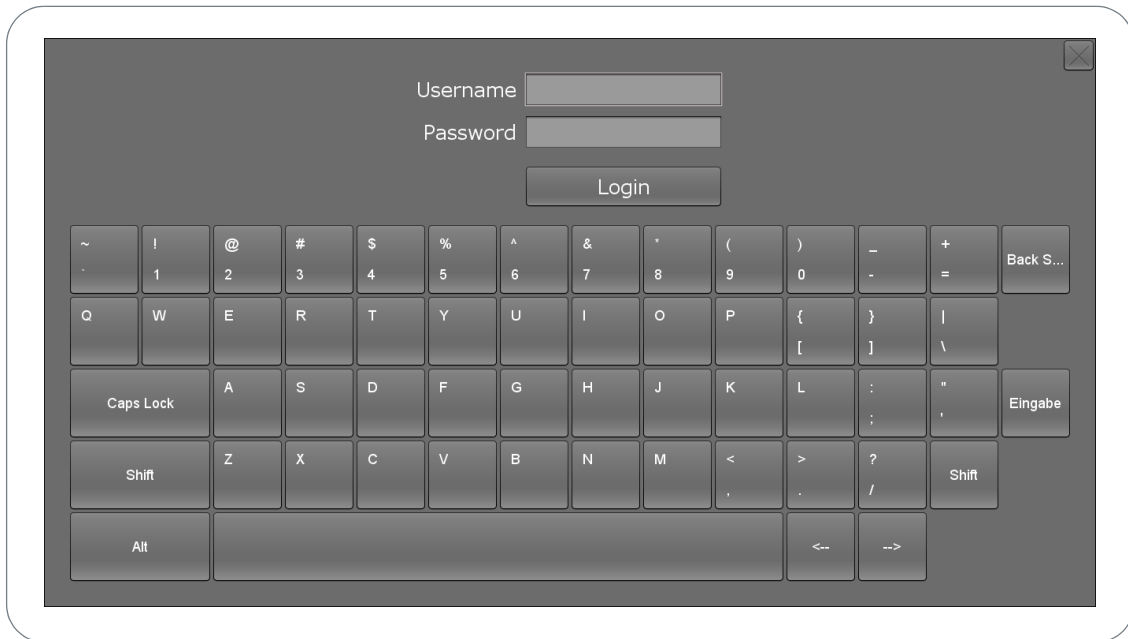 Username
Password
Login
~ ! @ # $ % ^ & * ( ) _ +
` 1 2 3 4 5 6 7 8 9 0 - = Back S...
Q W E R T Y U I O P { } |
[ ] \
Caps Lock A S D F G H J K L : " Eingabe
; '
Shift Z X C V B N M < > ? Shift
, . /
Alt <-- -->